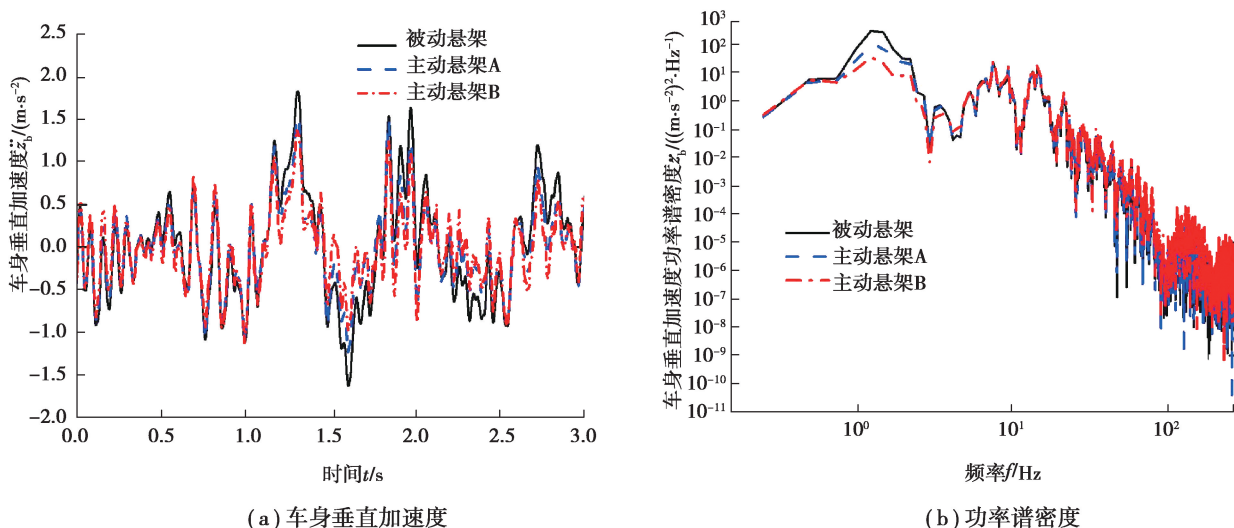 2.5
2.0
1.5
1.0
0.5
0.0
-0.5
-1.0
-1.5
-2.0
车身垂直加速度z̈b/(m·s⁻²)
被动悬架
主动悬架A
主动悬架B
0.0 0.5 1.0 1.5 2.0 2.5 3.0
时间t/s
(a)车身垂直加速度
10³
10²
10¹
10⁰
10⁻¹
10⁻²
10⁻³
10⁻⁴
10⁻⁵
10⁻⁶
10⁻⁷
10⁻⁸
10⁻⁹
10⁻¹⁰
10⁻¹¹
车身垂直加速度功率谱密度z̈b/((m·s⁻²)²·Hz⁻¹)
被动悬架
主动悬架A
主动悬架B
10⁰ 10¹ 10²
频率f/Hz
(b)功率谱密度